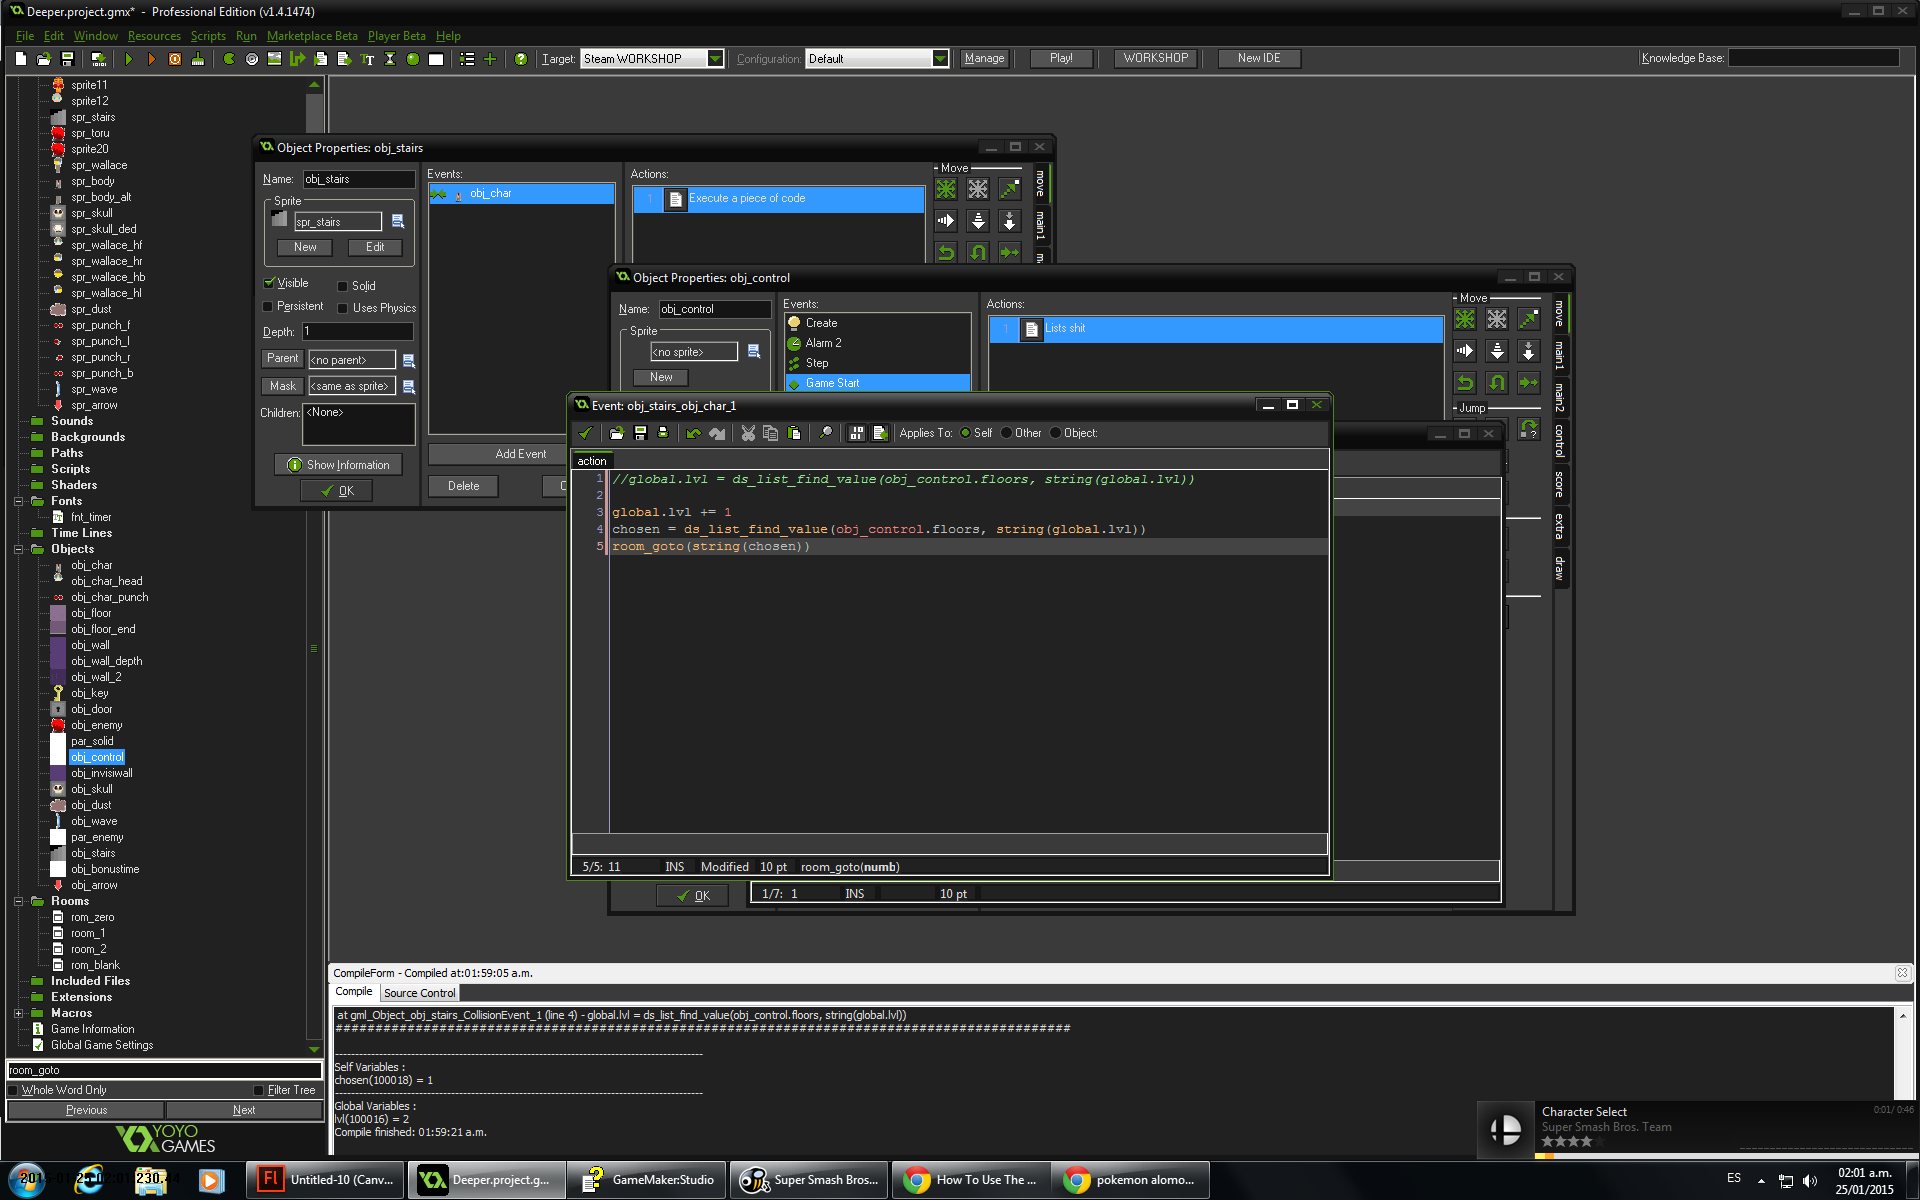 Deeper.project.gmx* - Professional Edition (v1.4.1474)
File Edit Window Resources Scripts Run Marketplace Beta Player Beta Help
Target: Steam WORKSHOP Configuration: Default Manage Play! WORKSHOP New IDE Knowledge Base:
sprite11
sprite12
spr_stairs
spr_toru
sprite20
spr_wallace
spr_body
spr_body_alt
spr_skull
spr_skull_ded
spr_wallace_hf
spr_wallace_hr
spr_wallace_hb
spr_wallace_hl
spr_dust
spr_punch_f
spr_punch_l
spr_punch_r
spr_punch_b
spr_wave
spr_arrow
Sounds
Backgrounds
Paths
Scripts
Shaders
Fonts
fnt_timer
Time Lines
Objects
obj_char
obj_char_head
obj_char_punch
obj_floor
obj_floor_end
obj_wall
obj_wall_depth
obj_wall_2
obj_key
obj_door
obj_enemy
par_solid
obj_control
obj_invisiwall
obj_skull
obj_dust
obj_wave
par_enemy
obj_stairs
obj_bonustime
obj_arrow
Rooms
rom_zero
room_1
room_2
rom_blank
Included Files
Extensions
Macros
Game Information
Global Game Settings
room_goto
Whole Word Only Filter Tree
Previous Next
YOYO GAMES
Object Properties: obj_stairs
Name: obj_stairs
Sprite
spr_stairs
New Edit
Visible Solid
Persistent Uses Physics
Depth: 1
Parent <no parent>
Mask <same as sprite>
Children: <None>
Show Information
OK
Events:
obj_char
Add Event
Delete
Actions:
1 Execute a piece of code
Move
move
main1
Object Properties: obj_control
Name: obj_control
Sprite
<no sprite>
New
Events:
Create
Alarm 2
Step
Game Start
Actions:
1 Lists shit
Move
Jump
move
main1
main2
control
score
extra
draw
OK
1/7: 1 INS 10 pt
Event: obj_stairs_obj_char_1
Applies To: Self Other Object:
action
1 //global.lvl = ds_list_find_value(obj_control.floors, string(global.lvl))
2
3 global.lvl += 1
4 chosen = ds_list_find_value(obj_control.floors, string(global.lvl))
5 room_goto(string(chosen))
5/5: 11 INS Modified 10 pt room_goto(numb)
CompileForm - Compiled at:01:59:05 a.m.
Compile Source Control
at gml_Object_obj_stairs_CollisionEvent_1 (line 4) - global.lvl = ds_list_find_value(obj_control.floors, string(global.lvl))
Self Variables :
chosen(100018) = 1
Global Variables :
lvl(100016) = 2
Compile finished: 01:59:21 a.m.
Character Select 0:01/ 0:46
Super Smash Bros. Team
Untitled-10 (Canv...
Deeper.project.g...
GameMaker:Studio
Super Smash Bros...
How To Use The ...
pokemon alomo...
ES
02:01 a.m.
25/01/2015